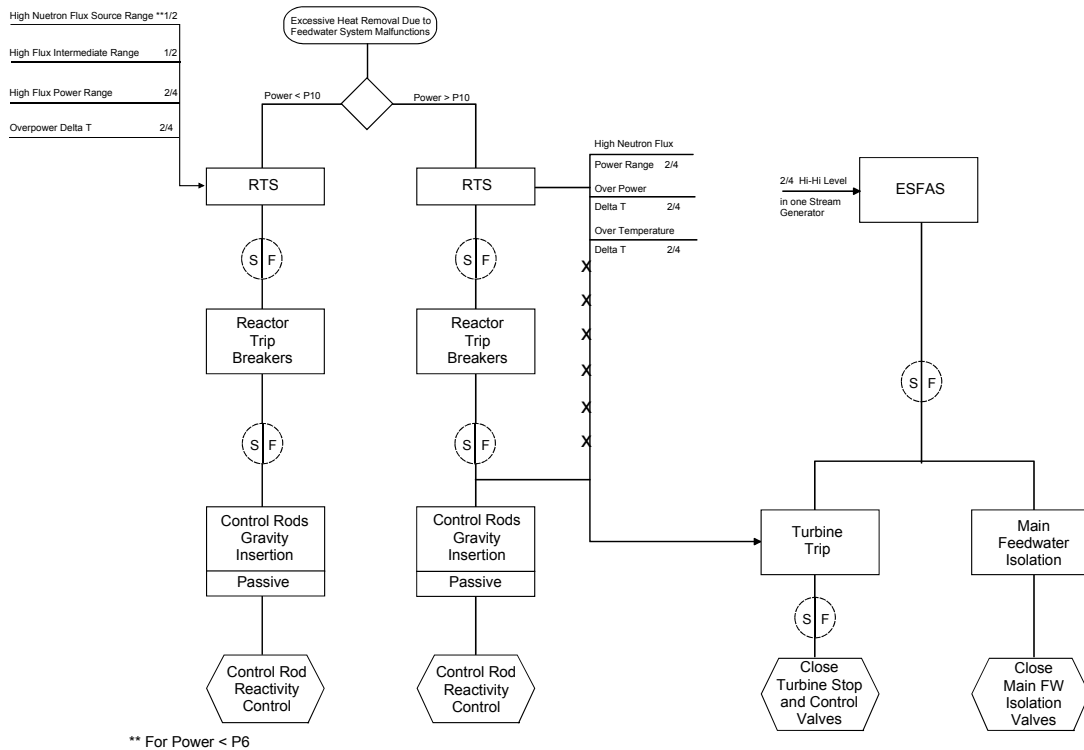 High Nuetron Flux Source Range **1/2
High Flux Intermediate Range 1/2
High Flux Power Range 2/4
Overpower Delta T 2/4
Excessive Heat Removal Due to
Feedwater System Malfunctions
Power < P10
Power > P10
RTS
RTS
High Neutron Flux
Power Range 2/4
Over Power
Delta T 2/4
Over Temperature
Delta T 2/4
2/4 Hi-Hi Level
in one Stream
Generator
ESFAS
S F
S F
X
X
X
X
X
X
Reactor
Trip
Breakers
Reactor
Trip
Breakers
S F
S F
S F
Control Rods
Gravity
Insertion
Passive
Control Rods
Gravity
Insertion
Passive
Turbine
Trip
Main
Feedwater
Isolation
S F
Control Rod
Reactivity
Control
Control Rod
Reactivity
Control
Close
Turbine Stop
and Control
Valves
Close
Main FW
Isolation
Valves
** For Power < P6